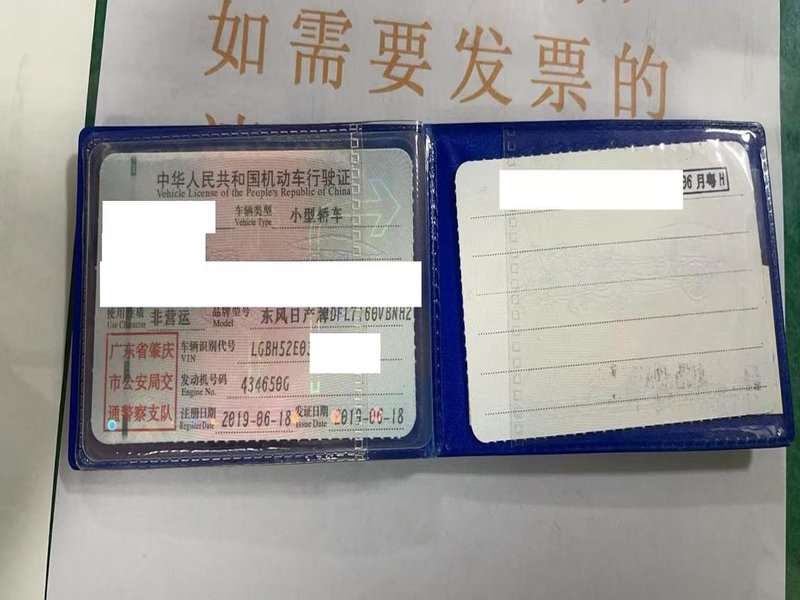 如需要发票的
中华人民共和国机动车行驶证
Vehicle License of the People's Republic of China
车辆类型 小型轿车
Vehicle Type
使用性质 非营运 品牌型号 东风日产牌DFL7160VBNH2
Use Character Model
广东省肇庆
市公安局交
通警察支队
车辆识别代号 LGBH52E0
VIN
发动机号码 434650G
Engine No.
注册日期 2019-06-18 发证日期 2019-06-18
Register Date Issue Date
06月粤H